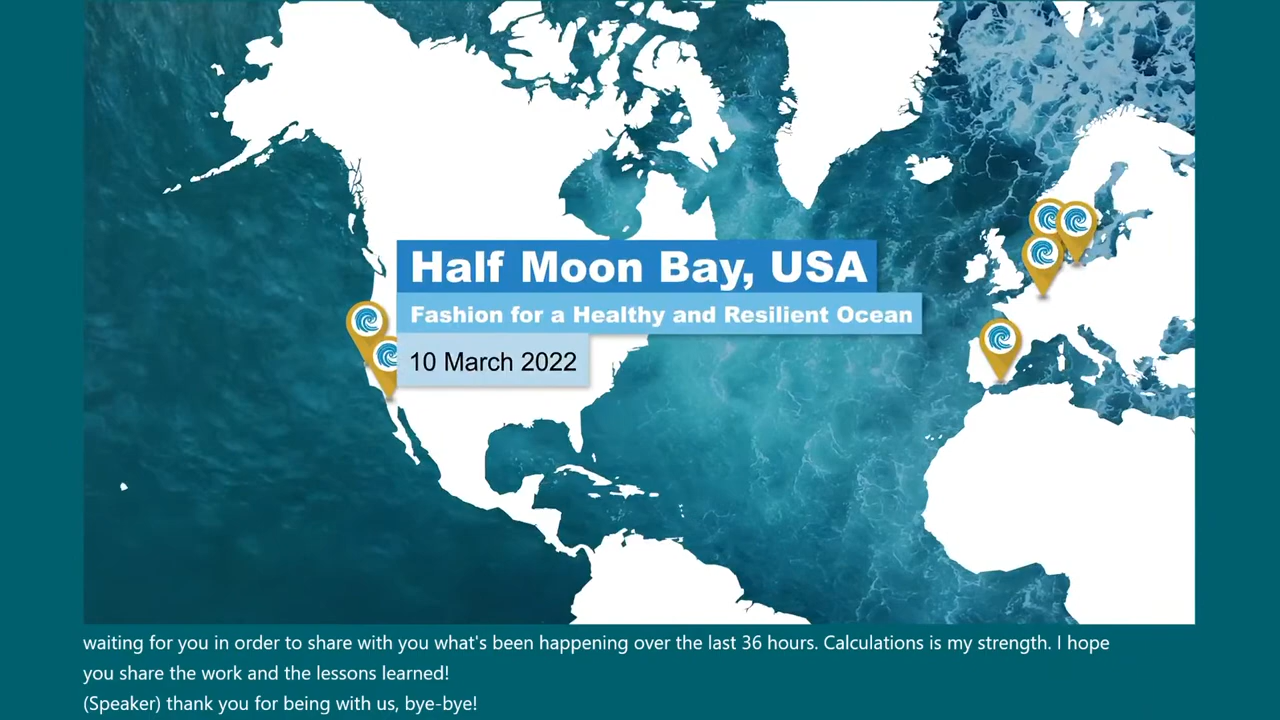 Half Moon Bay, USA
Fashion for a Healthy and Resilient Ocean
10 March 2022
waiting for you in order to share with you what's been happening over the last 36 hours. Calculations is my strength. I hope
you share the work and the lessons learned!
(Speaker) thank you for being with us, bye-bye!